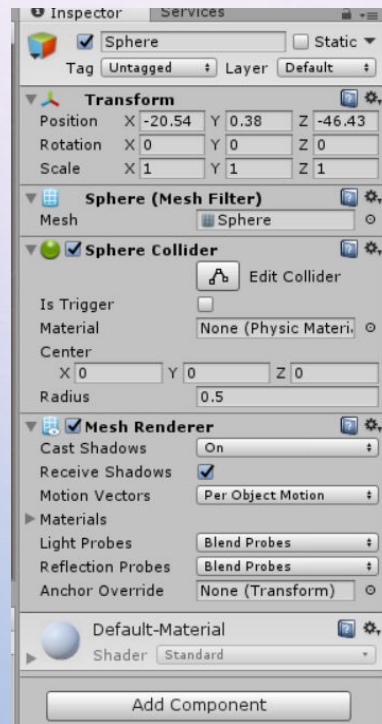 Inspector Services
Sphere Static
Tag Untagged Layer Default
Transform
Position X -20.54 Y 0.38 Z -46.43
Rotation X 0 Y 0 Z 0
Scale X 1 Y 1 Z 1
Sphere (Mesh Filter)
Mesh Sphere
Sphere Collider
Edit Collider
Is Trigger
Material None (Physic Materi
Center
X 0 Y 0 Z 0
Radius 0.5
Mesh Renderer
Cast Shadows On
Receive Shadows
Motion Vectors Per Object Motion
Materials
Light Probes Blend Probes
Reflection Probes Blend Probes
Anchor Override None (Transform)
Default-Material
Shader Standard
Add Component